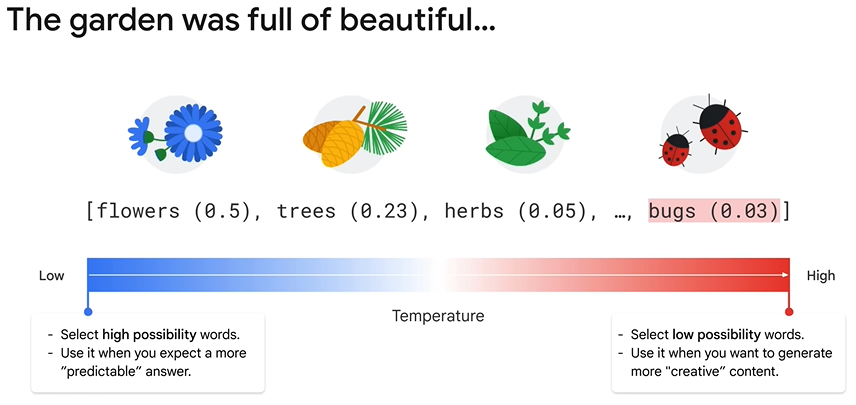 The garden was full of beautiful...
[flowers (0.5), trees (0.23), herbs (0.05), …, bugs (0.03)]
Low
High
Temperature
- Select high possibility words.
- Use it when you expect a more
“predictable” answer.
- Select low possibility words.
- Use it when you want to generate
more "creative” content.